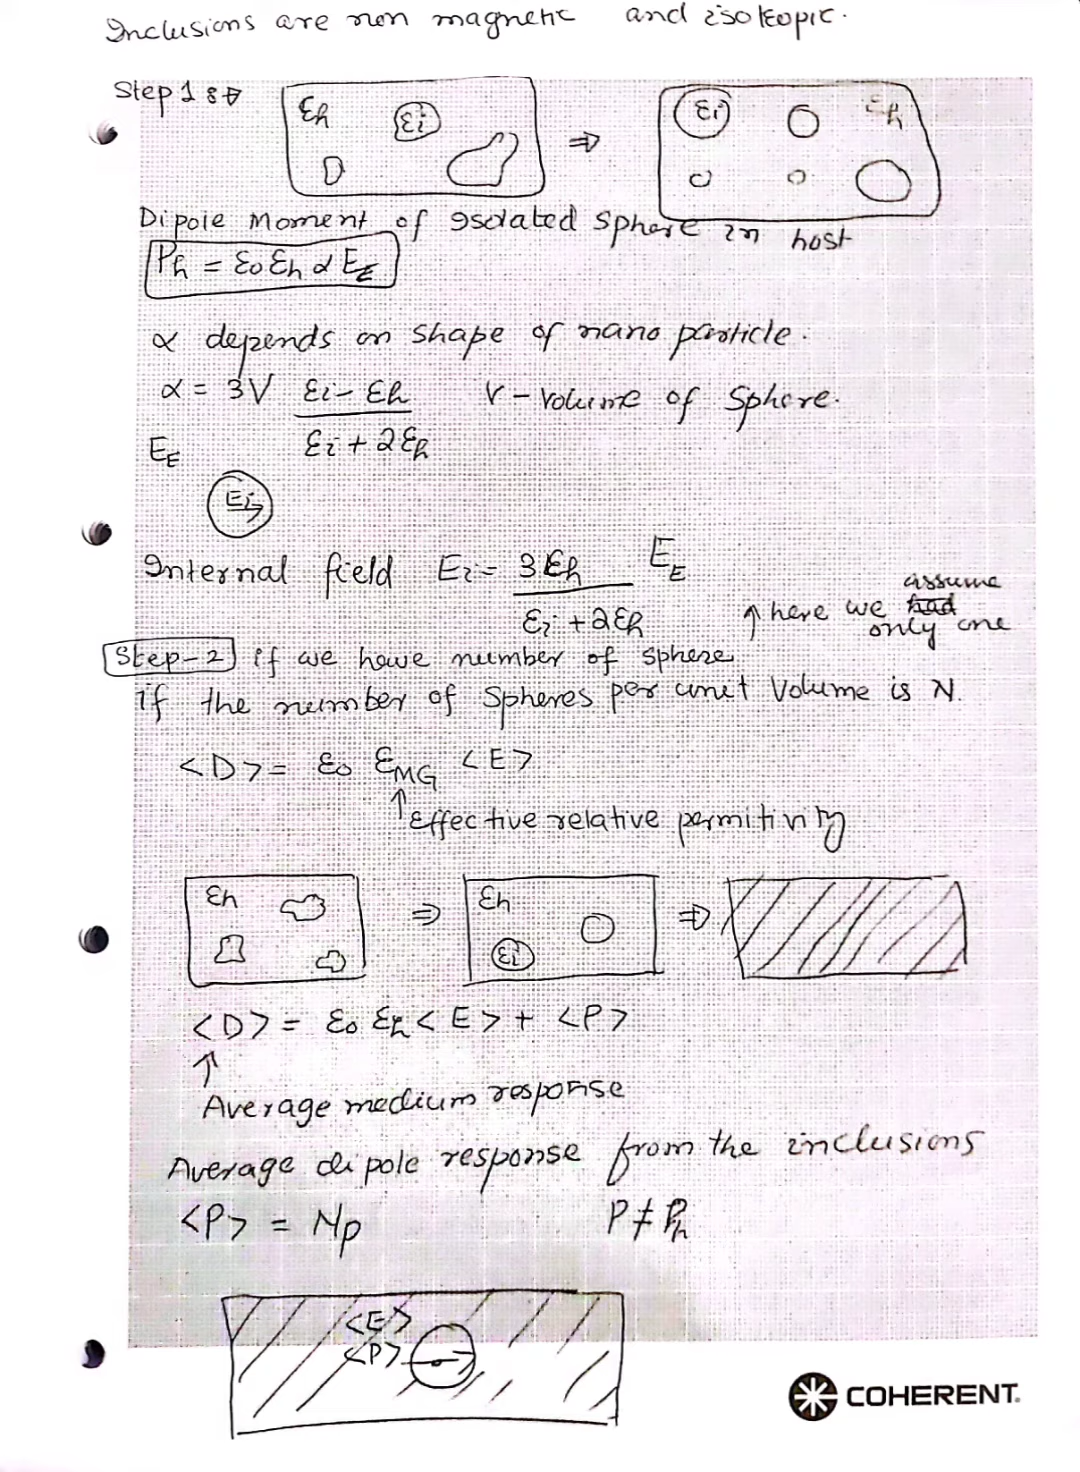 Inclusions are non magnetic and isotropic.
Step 1 :⇒
εh εi ⇒ εi εh
Dipole Moment of Isolated sphere in host
Ph = ε0 εh α EE
α depends on shape of nano particle.
α = 3V (εi - εh) / (εi + 2εh) V - Volume of Sphere.
EE
Ei
Internal field Ei = 3εh / (εi + 2εh) EE
↑ here we assume only one
Step-2 if we have number of sphere
if the number of Spheres per unit Volume is N.
<D> = ε0 εMG <E>
↑ Effective relative permitivity
εh ⇒ εh εi ⇒
<D> = ε0 εh <E> + <P>
↑
Average medium response
Average dipole response from the inclusions
<P> = Np P ≠ Ph
<E>
<P>
COHERENT.